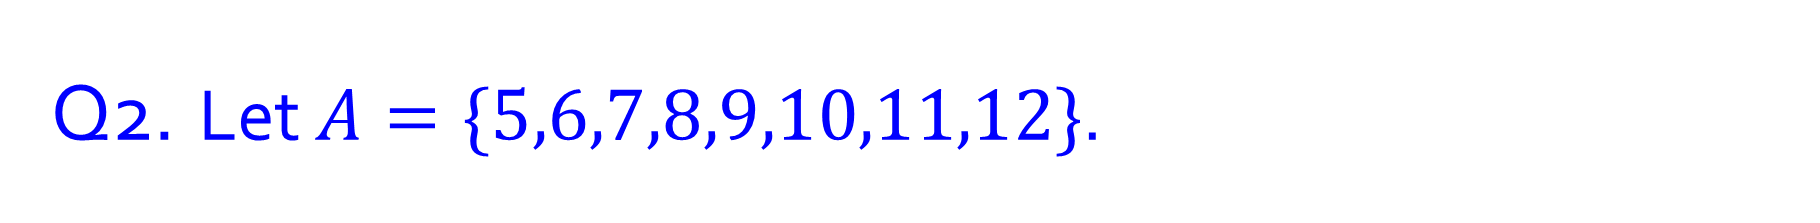 Q2. Let A = {5,6,7,8,9,10,11,12}.